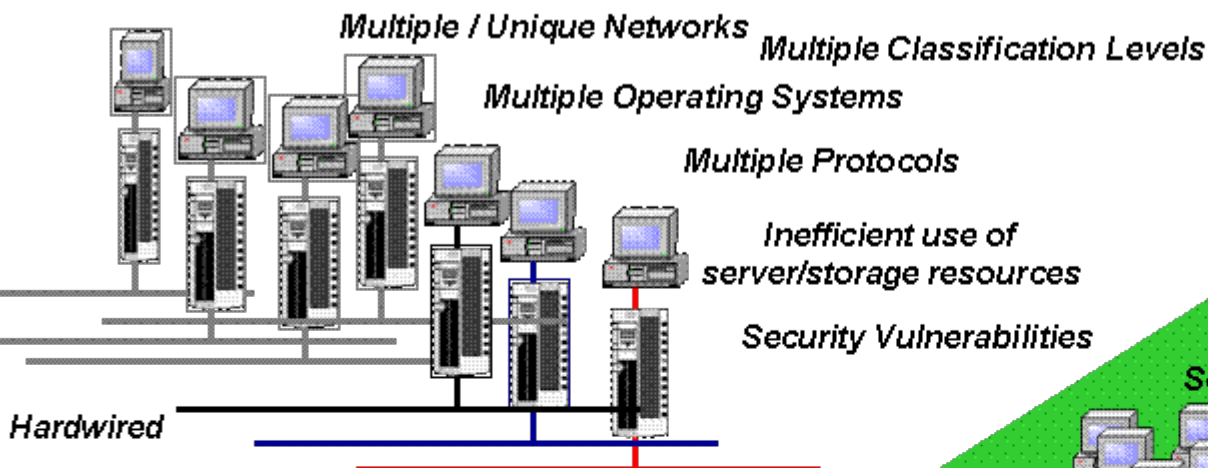 Multiple / Unique Networks
Multiple Classification Levels
Multiple Operating Systems
Multiple Protocols
Inefficient use of
server/storage resources
Security Vulnerabilities
Hardwired